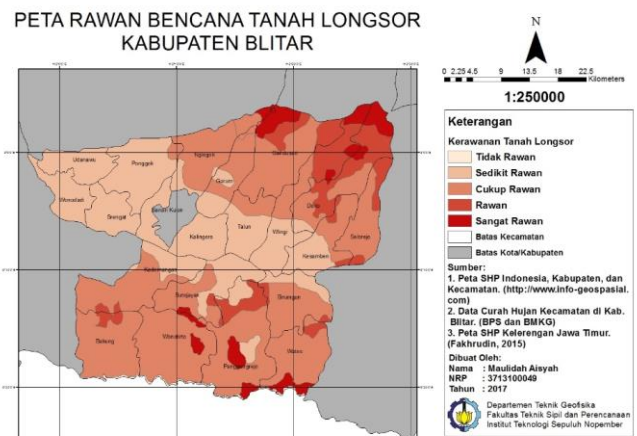 PETA RAWAN BENCANA TANAH LONGSOR
KABUPATEN BLITAR
N
0 2.25 4.5 9 13.5 18 22.5
Kilometers
1:250000
Keterangan
Kerawanan Tanah Longsor
Tidak Rawan
Sedikit Rawan
Cukup Rawan
Rawan
Sangat Rawan
Batas Kecamatan
Batas Kota/Kabupaten
Sumber:
1. Peta SHP Indonesia, Kabupaten, dan
Kecamatan. (http://www.info-geospasial.
com)
2. Data Curah Hujan Kecamatan di Kab.
Blitar. (BPS dan BMKG)
3. Peta SHP Kelerengan Jawa Timur.
(Fakhrudin, 2015)
Dibuat Oleh:
Nama : Maulidah Aisyah
NRP : 3713100049
Tahun : 2017
Departemen Teknik Geofisika
Fakultas Teknik Sipil dan Perencanaan
Institut Teknologi Sepuluh Nopember
Udanawu
Ponggok
Nglegok
Gandusari
Wonodadi
Srengat
Garum
Doko
Kanigoro
Talun
Wlingi
Selorejo
Kesamben
Kademangan
Sutojayan
Binangun
Bakung
Wonotirto
Panggungrejo
Wates